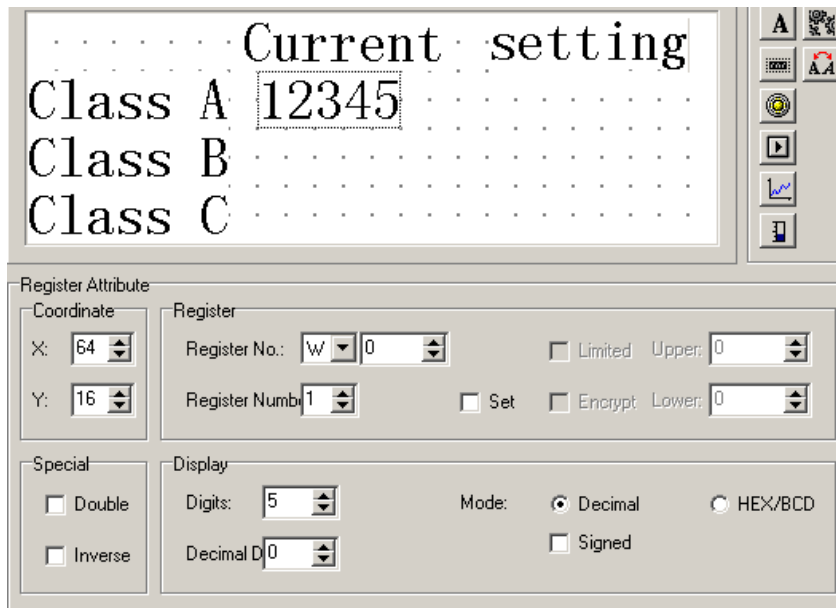 Current setting
Class A 12345
Class B
Class C
A
A A
Register Attribute
Coordinate
X: 64
Y: 16
Register
Register No.: W 0
Limited Upper: 0
Register Numb 1
Set
Encrypt Lower: 0
Special
Double
Inverse
Display
Digits: 5
Mode: Decimal HEX/BCD
Decimal D 0
Signed